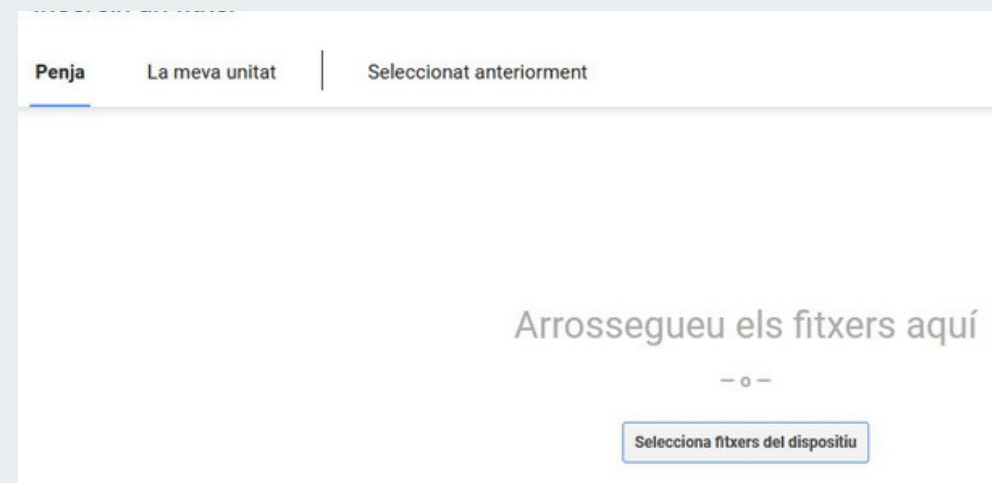 Penja La meva unitat Seleccionat anteriorment
Arrossegueu els fitxers aquí
— o —
Selecciona fitxers del dispositiu